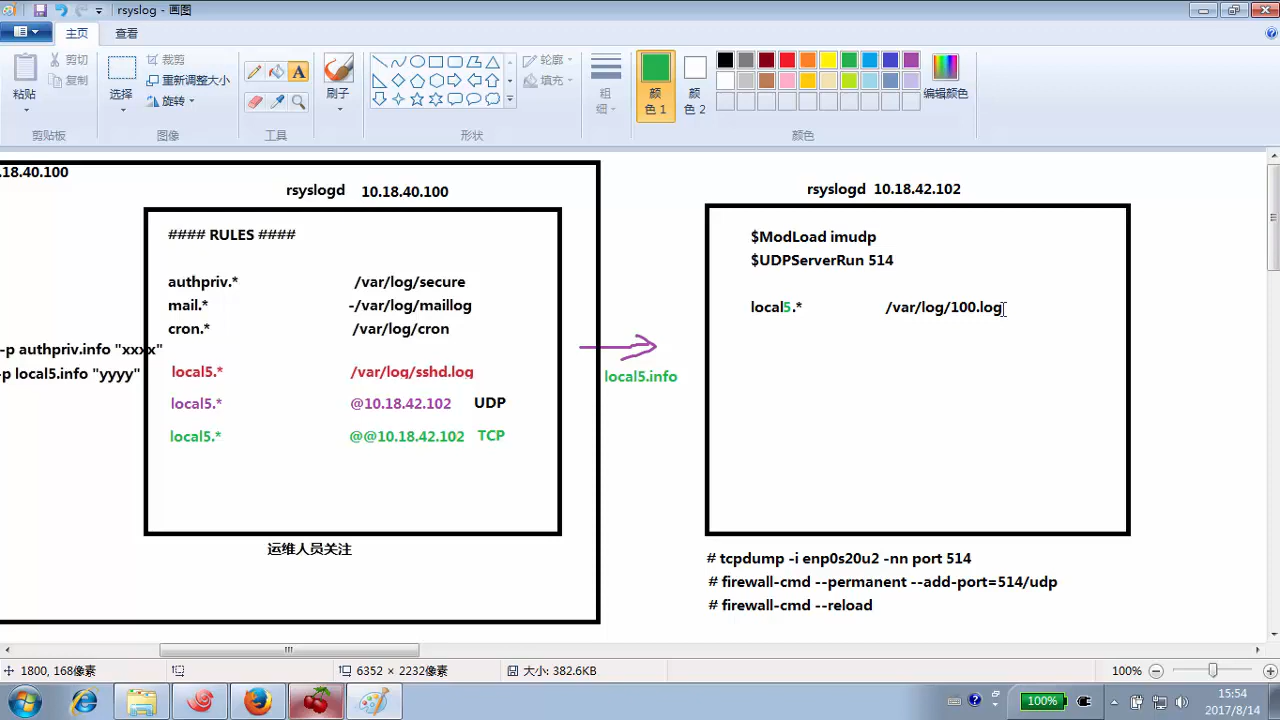 rsyslog - 画图
主页
查看
粘贴
剪切
复制
剪贴板
选择
裁剪
重新调整大小
旋转
图像
A
工具
刷子
形状
轮廓
填充
粗细
颜色 1
颜色 2
颜色
编辑颜色
.18.40.100
rsyslogd 10.18.40.100
#### RULES ####
authpriv.* /var/log/secure
mail.* -/var/log/maillog
cron.* /var/log/cron
-p authpriv.info "xxxx"
-p local5.info "yyyy"
local5.* /var/log/sshd.log
local5.* @10.18.42.102 UDP
local5.* @@10.18.42.102 TCP
运维人员关注
local5.info
rsyslogd 10.18.42.102
$ModLoad imudp
$UDPServerRun 514
local5.* /var/log/100.log
# tcpdump -i enp0s20u2 -nn port 514
# firewall-cmd --permanent --add-port=514/udp
# firewall-cmd --reload
1800, 168像素
6352 × 2232像素
大小: 382.6KB
100%
100%
15:54
2017/8/14